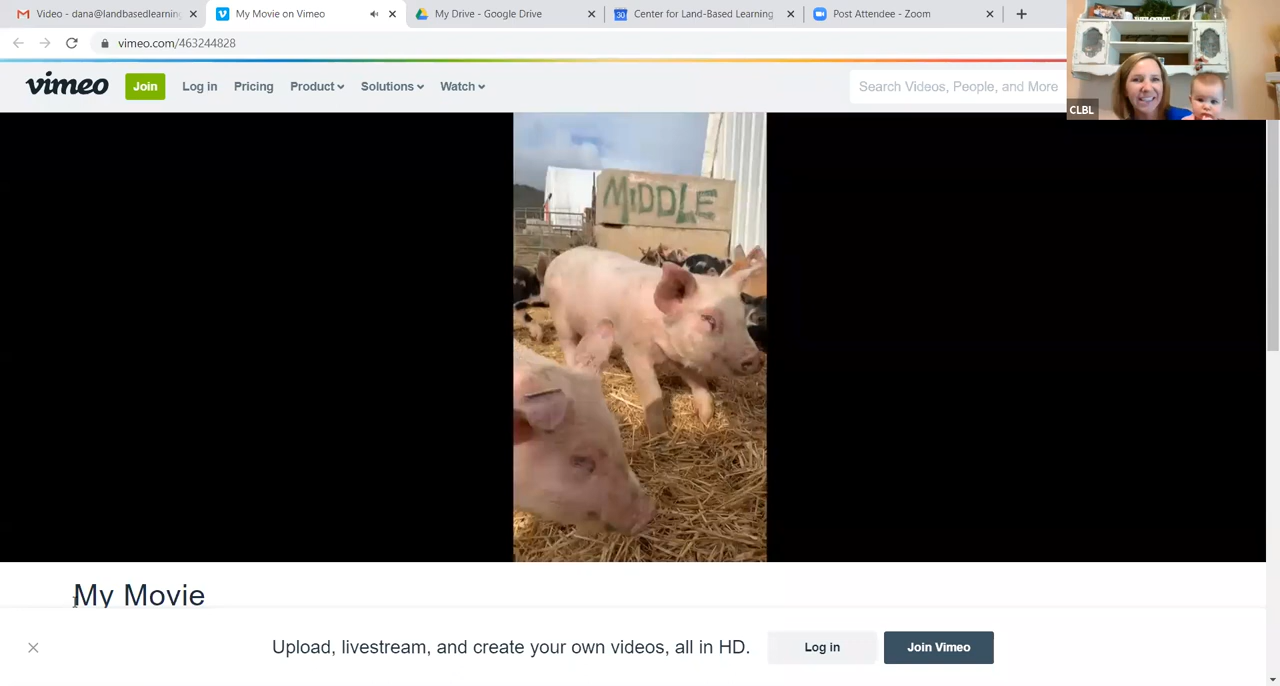 Video - dana@landbasedlearning
My Movie on Vimeo
My Drive - Google Drive
30
Center for Land-Based Learning
Post Attendee - Zoom
vimeo.com/463244828
vimeo
Join
Log in
Pricing
Product
Solutions
Watch
Search Videos, People, and More
CLBL
MIDDLE
My Movie
Upload, livestream, and create your own videos, all in HD.
Log in
Join Vimeo